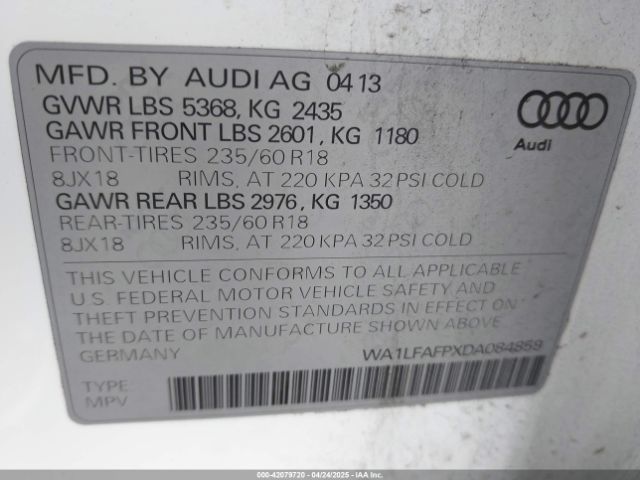 MFD. BY AUDI AG 04 13
GVWR LBS 5368, KG 2435
GAWR FRONT LBS 2601, KG 1180
FRONT-TIRES 235/60 R18
8JX18 RIMS, AT 220 KPA 32 PSI COLD
GAWR REAR LBS 2976, KG 1350
REAR-TIRES 235/60 R18
8JX18 RIMS, AT 220 KPA 32 PSI COLD
Audi
THIS VEHICLE CONFORMS TO ALL APPLICABLE
U.S. FEDERAL MOTOR VEHICLE SAFETY AND
THEFT PREVENTION STANDARDS IN EFFECT ON
THE DATE OF MANUFACTURE SHOWN ABOVE.
GERMANY WA1LFAFPXDA084859
TYPE
MPV
000-42079720 04/24/2025 - IAAI.com